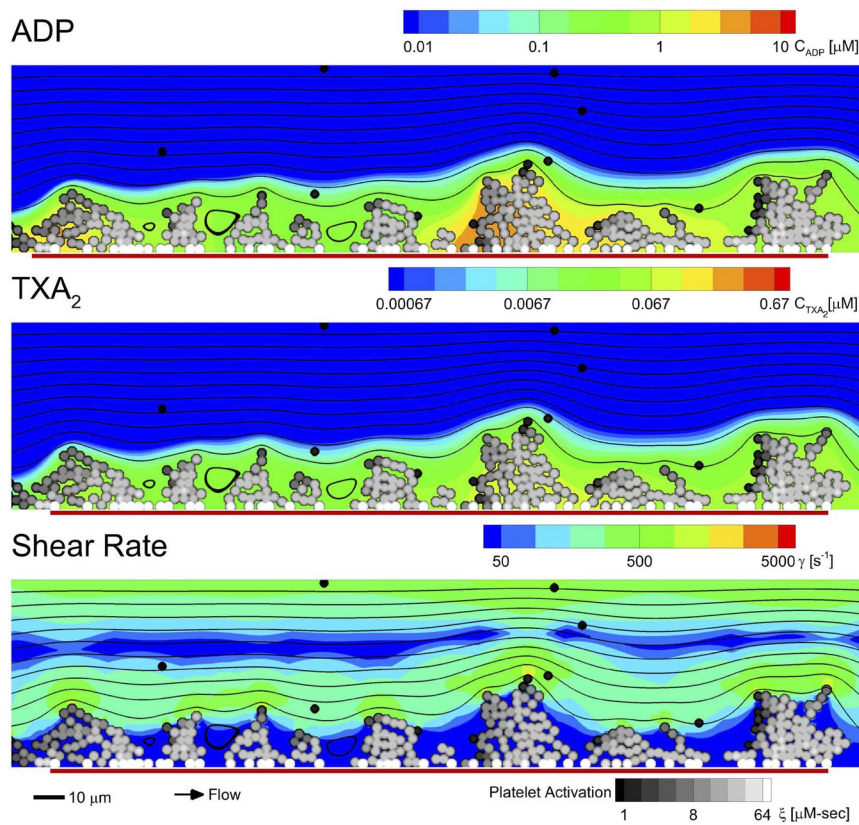 ADP
0.01 0.1 1 10 C_ADP [μM]
TXA₂
0.00067 0.0067 0.067 0.67 C_TXA₂ [μM]
Shear Rate
50 500 5000 γ [s⁻¹]
10 μm Flow Platelet Activation
1 8 64 ξ [μM-sec]